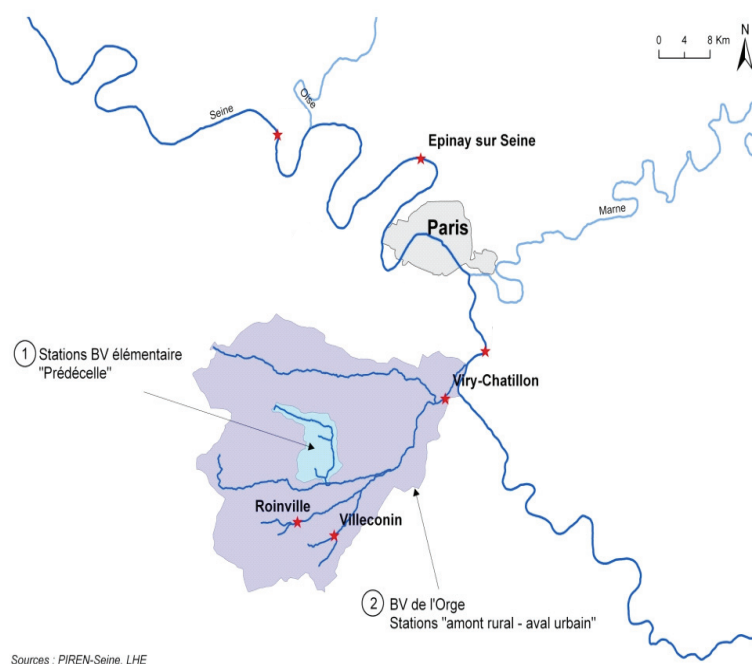 0 4 8 Km
N
Oise
Seine
Epinay sur Seine
Paris
Marne
1 Stations BV élémentaire
"Prédécelle"
Viry-Chatillon
Roinville
Villeconin
2 BV de l'Orge
Stations "amont rural - aval urbain"
Sources : PIREN-Seine, LHE